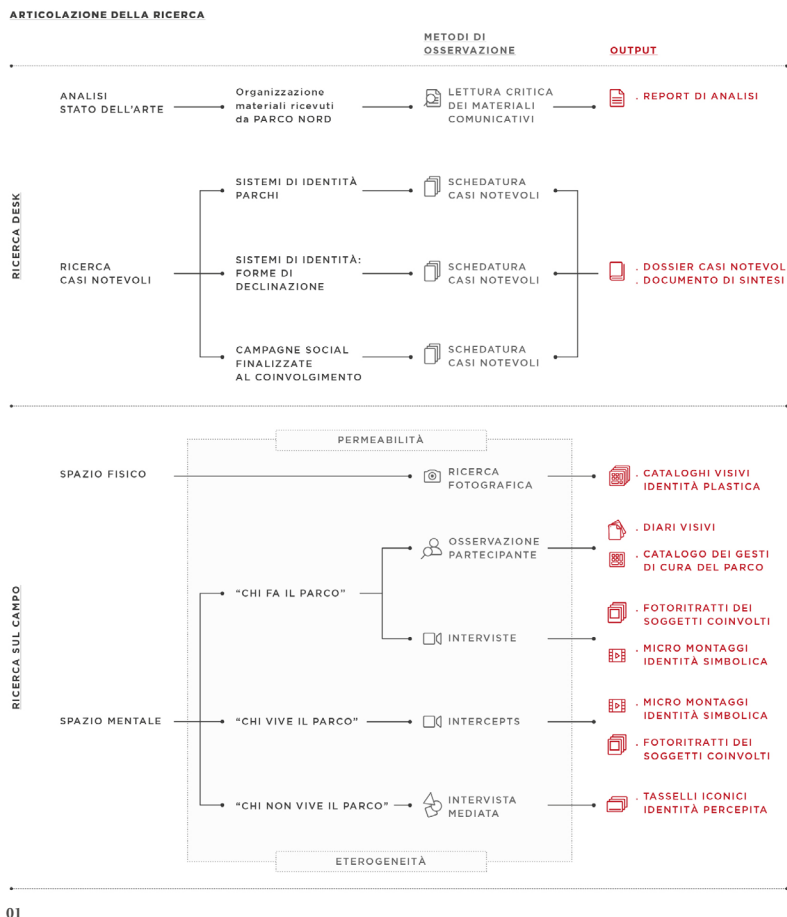 ARTICOLAZIONE DELLA RICERCA
METODI DI
OSSERVAZIONE
OUTPUT
RICERCA DESK
ANALISI
STATO DELL'ARTE
Organizzazione
materiali ricevuti
da PARCO NORD
LETTURA CRITICA
DEI MATERIALI
COMUNICATIVI
. REPORT DI ANALISI
RICERCA
CASI NOTEVOLI
SISTEMI DI IDENTITÀ
PARCHI
SCHEDATURA
CASI NOTEVOLI
SISTEMI DI IDENTITÀ:
FORME DI
DECLINAZIONE
SCHEDATURA
CASI NOTEVOLI
CAMPAGNE SOCIAL
FINALIZZATE
AL COINVOLGIMENTO
SCHEDATURA
CASI NOTEVOLI
. DOSSIER CASI NOTEVOL
. DOCUMENTO DI SINTESI
RICERCA SUL CAMPO
PERMEABILITÀ
SPAZIO FISICO
RICERCA
FOTOGRAFICA
. CATALOGHI VISIVI
IDENTITÀ PLASTICA
SPAZIO MENTALE
"CHI FA IL PARCO"
OSSERVAZIONE
PARTECIPANTE
. DIARI VISIVI
. CATALOGO DEI GESTI
DI CURA DEL PARCO
INTERVISTE
. FOTORITRATTI DEI
SOGGETTI COINVOLTI
. MICRO MONTAGGI
IDENTITÀ SIMBOLICA
"CHI VIVE IL PARCO"
INTERCEPTS
. MICRO MONTAGGI
IDENTITÀ SIMBOLICA
. FOTORITRATTI DEI
SOGGETTI COINVOLTI
"CHI NON VIVE IL PARCO"
INTERVISTA
MEDIATA
. TASSELLI ICONICI
IDENTITÀ PERCEPITA
ETEROGENEITÀ
01